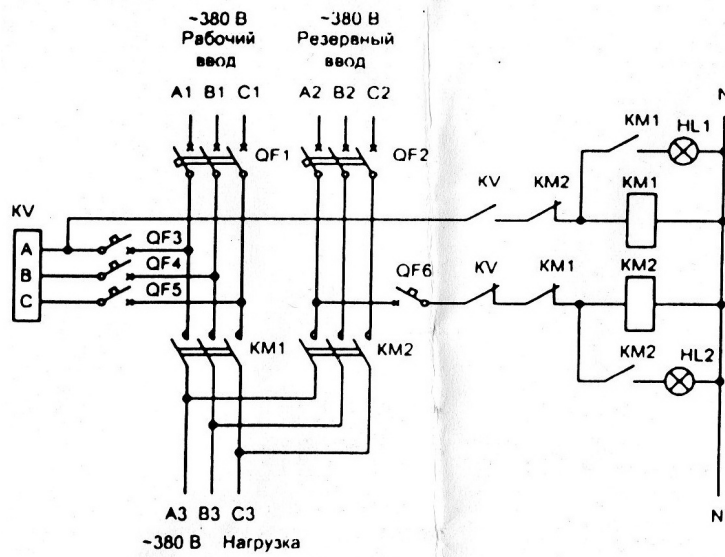 ~380 В ~380 В
Рабочий Резервный
ввод ввод
A1 B1 C1 A2 B2 C2 N
KM1 HL1
QF1 QF2
KV KM2 KM1
KV
A QF3
B QF4
C QF5
QF6 KV KM1 KM2
KM1 KM2
KM2 HL2
A3 B3 C3 N
~380 В Нагрузка